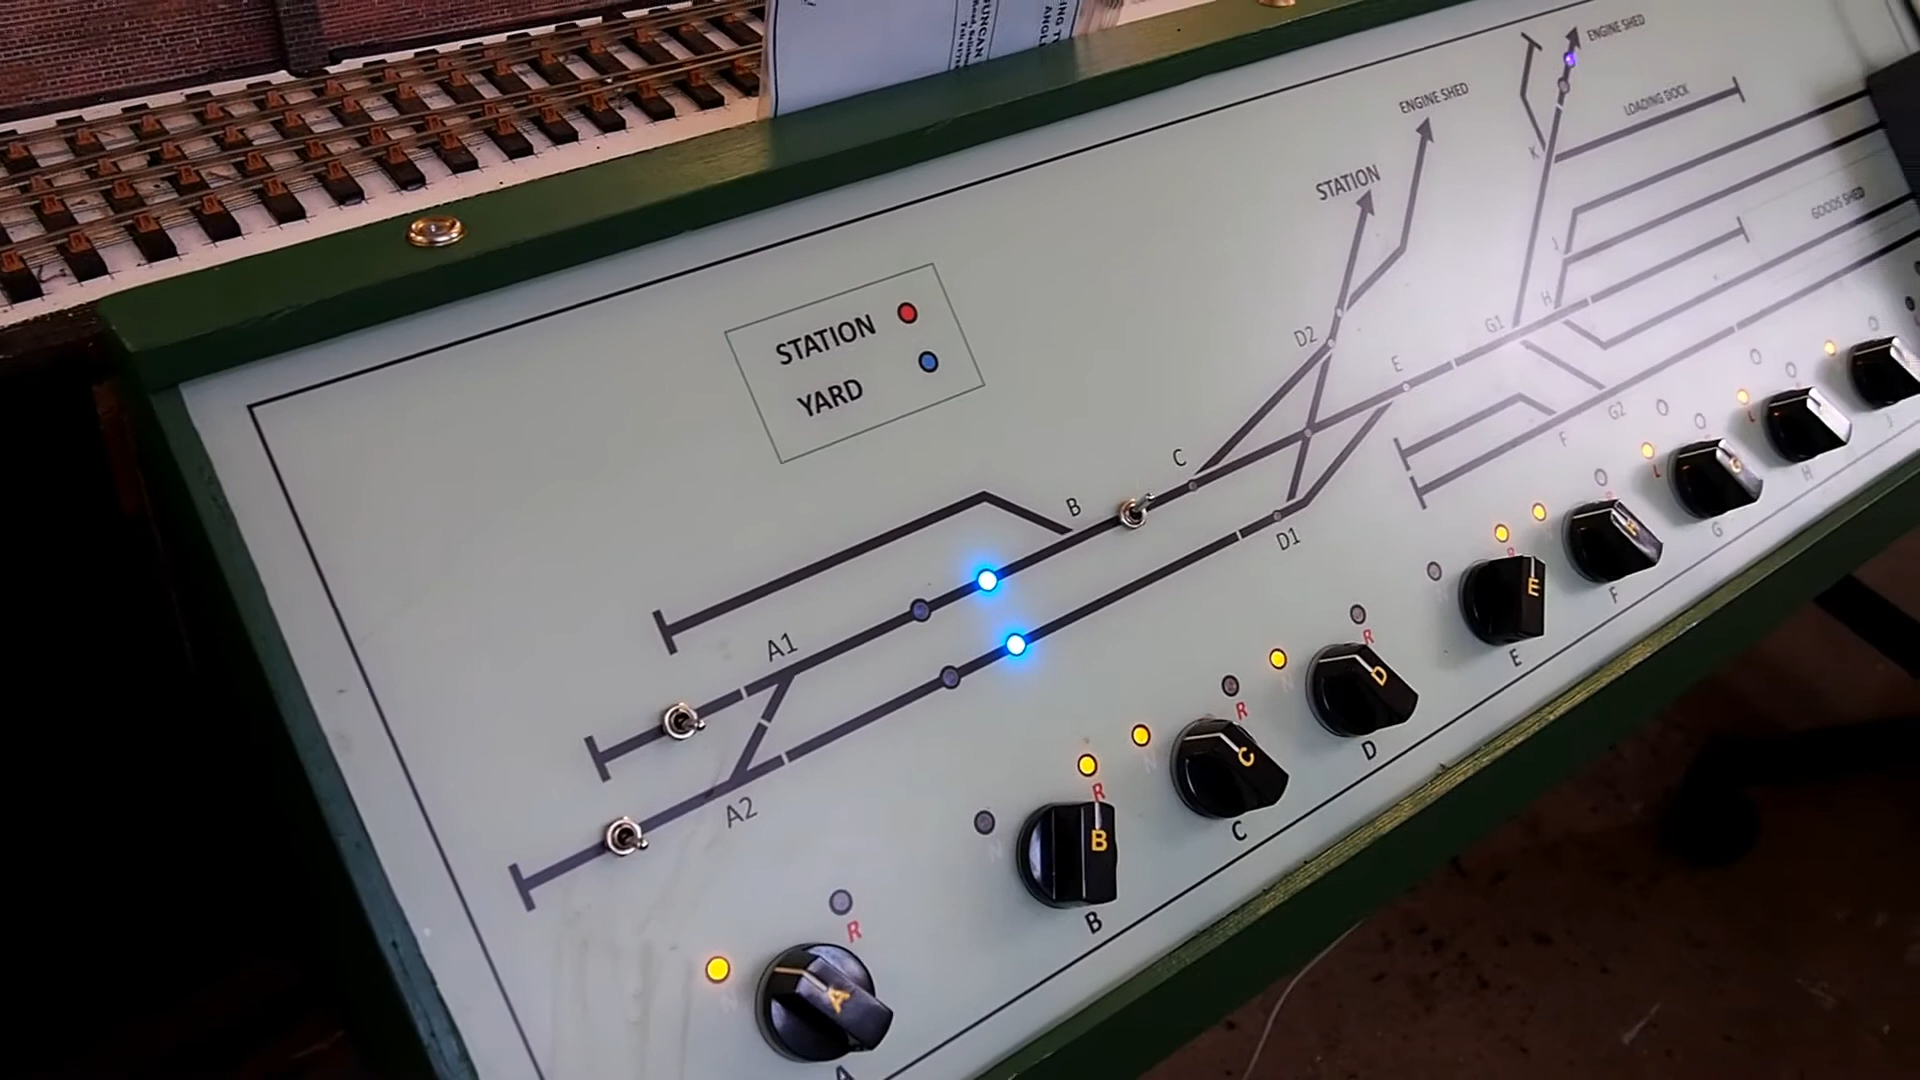 ENGINE SHED
ENGINE SHED
LOADING DOCK
STATION
GOODS SHED
STATION
YARD
K
J
H
G1
D2
E
C
B
D1
G2
F
A1
A2
L
L
R
R
R
R
R
N
N
N
N
A
B
C
D
E
A
B
C
D
E
F
G
H
J